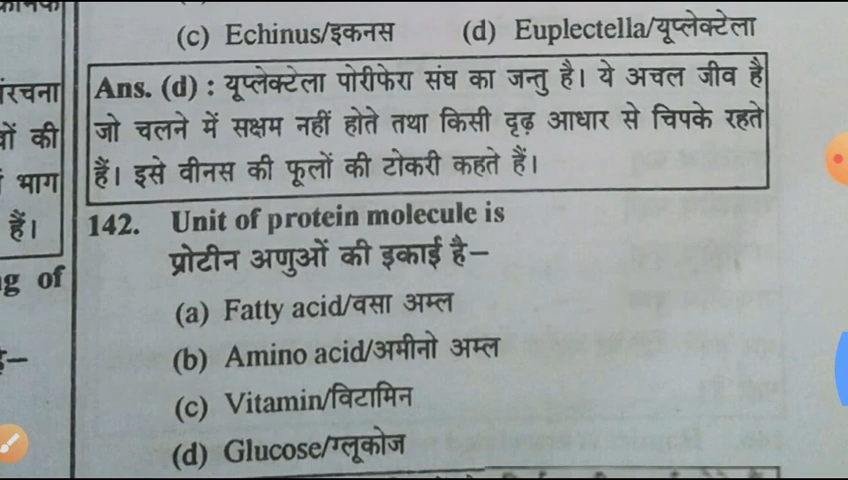 (c) Echinus/इकनस (d) Euplectella/यूप्लेक्टेला
Ans. (d) : यूप्लेक्टेला पोरीफेरा संघ का जन्तु है। ये अचल जीव है
जो चलने में सक्षम नहीं होते तथा किसी दृढ़ आधार से चिपके रहते
हैं। इसे वीनस की फूलों की टोकरी कहते हैं।
142. Unit of protein molecule is
प्रोटीन अणुओं की इकाई है–
(a) Fatty acid/वसा अम्ल
(b) Amino acid/अमीनो अम्ल
(c) Vitamin/विटामिन
(d) Glucose/ग्लूकोज
की
भाग
हैं।
of